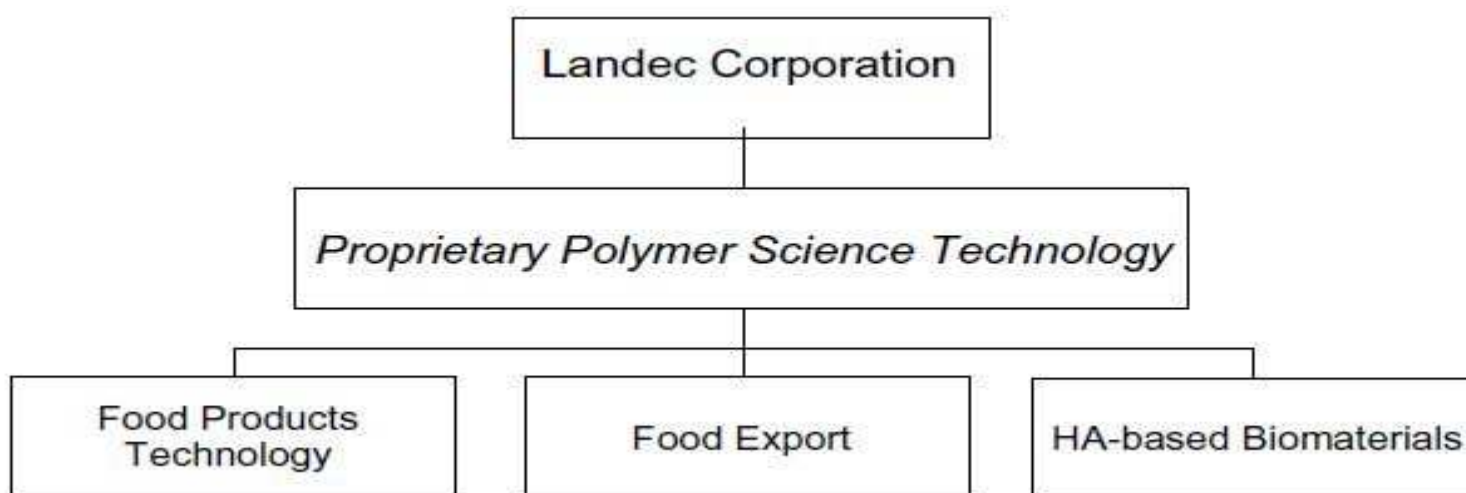 Landec Corporation
Proprietary Polymer Science Technology
Food Products
Technology
Food Export
HA-based Biomaterials